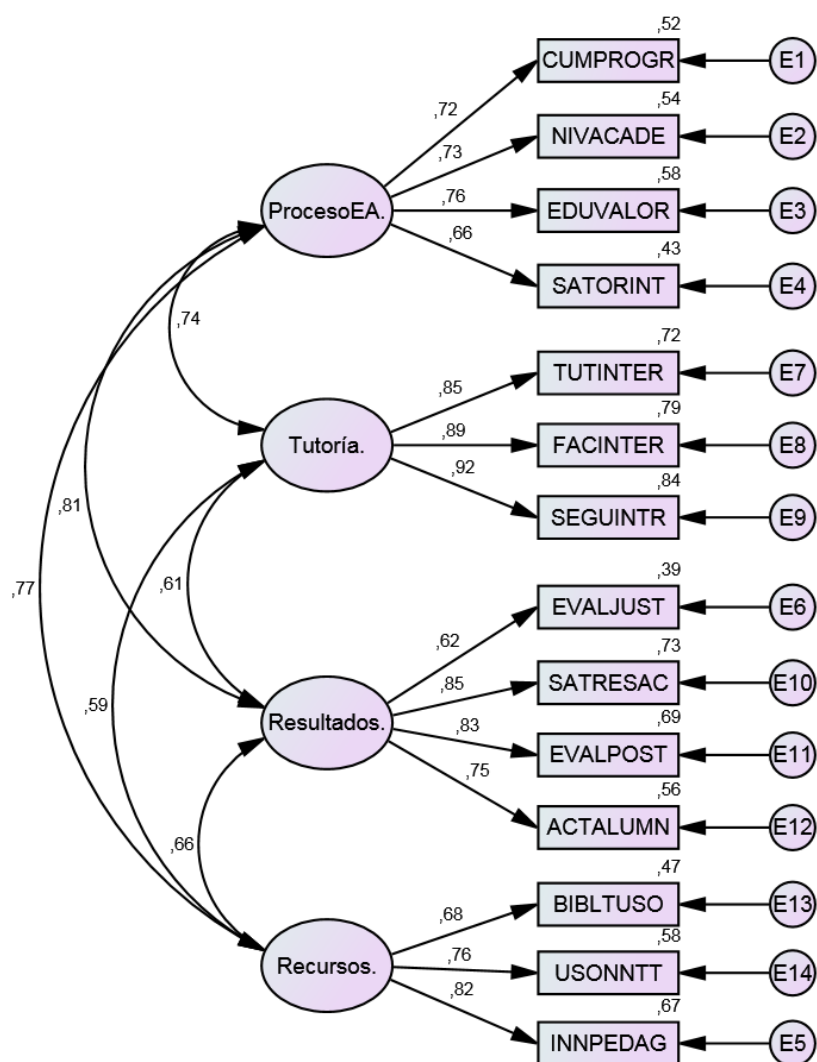 ,52
CUMPROGR
E1
,72
,54
NIVACADE
E2
,73
,58
ProcesoEA.
,76
EDUVALOR
E3
,66
,43
SATORINT
E4
,74
,72
TUTINTER
E7
,85
,79
Tutoría.
,89
FACINTER
E8
,92
,84
SEGUINTR
E9
,81
,77
,61
,39
EVALJUST
E6
,62
,73
SATRESAC
E10
,85
,59
Resultados.
,83
,69
EVALPOST
E11
,75
,56
ACTALUMN
E12
,66
,47
BIBLTUSO
E13
,68
,58
Recursos.
,76
USONNTT
E14
,82
,67
INNPEDAG
E5